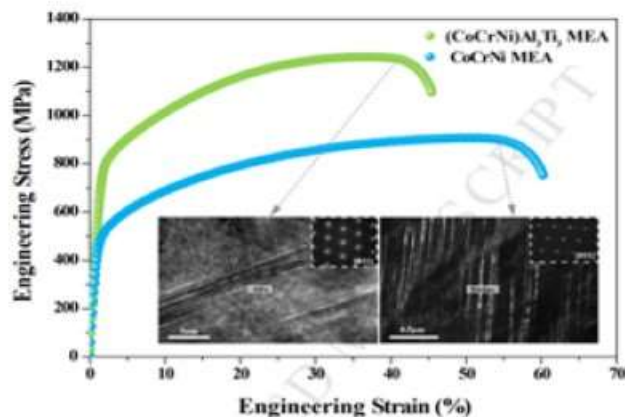 1400
1200
1000
800
600
400
200
0
Engineering Stress (MPa)
(CoCrNi)Al₃Ti₃ MEA
CoCrNi MEA
0 10 20 30 40 50 60 70
Engineering Strain (%)